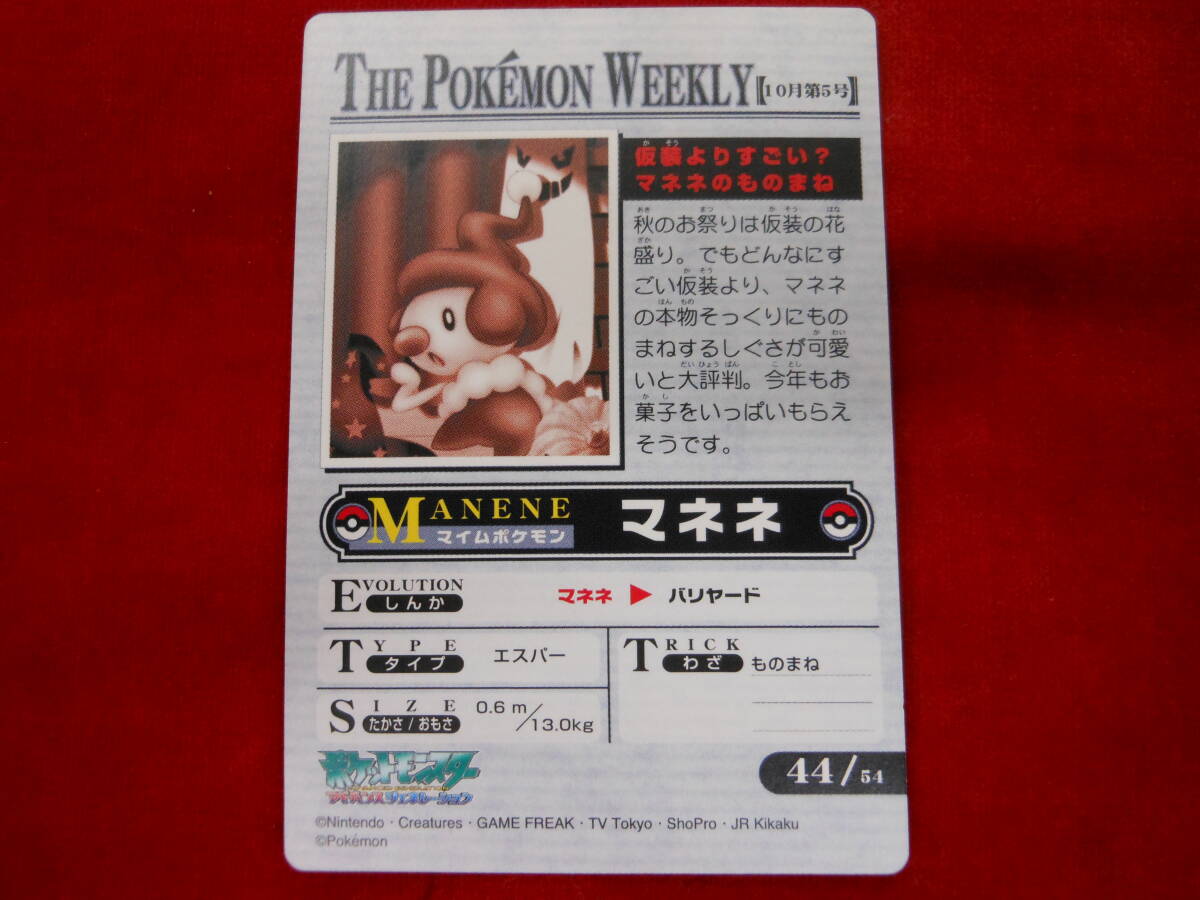 THE POKÉMON WEEKLY【10月第5号】
仮装よりすごい?
マネネのものまね
秋のお祭りは仮装の花
盛り。でもどんなにす
ごい仮装より、マネネ
の本物そっくりにもの
まねするしぐさが可愛
いと大評判。今年もお
菓子をいっぱいもらえ
そうです。
MANENE
マイムポケモン
マネネ
EVOLUTION
しんか
マネネ ▶ バリヤード
TYPE
タイプ
エスパー
TRICK
わざ
ものまね
SIZE
たかさ/おもさ
0.6 m/13.0kg
ポケットモンスター
アドバンスジェネレーション
44/54
©Nintendo・Creatures・GAME FREAK・TV Tokyo・ShoPro・JR Kikaku
©Pokémon